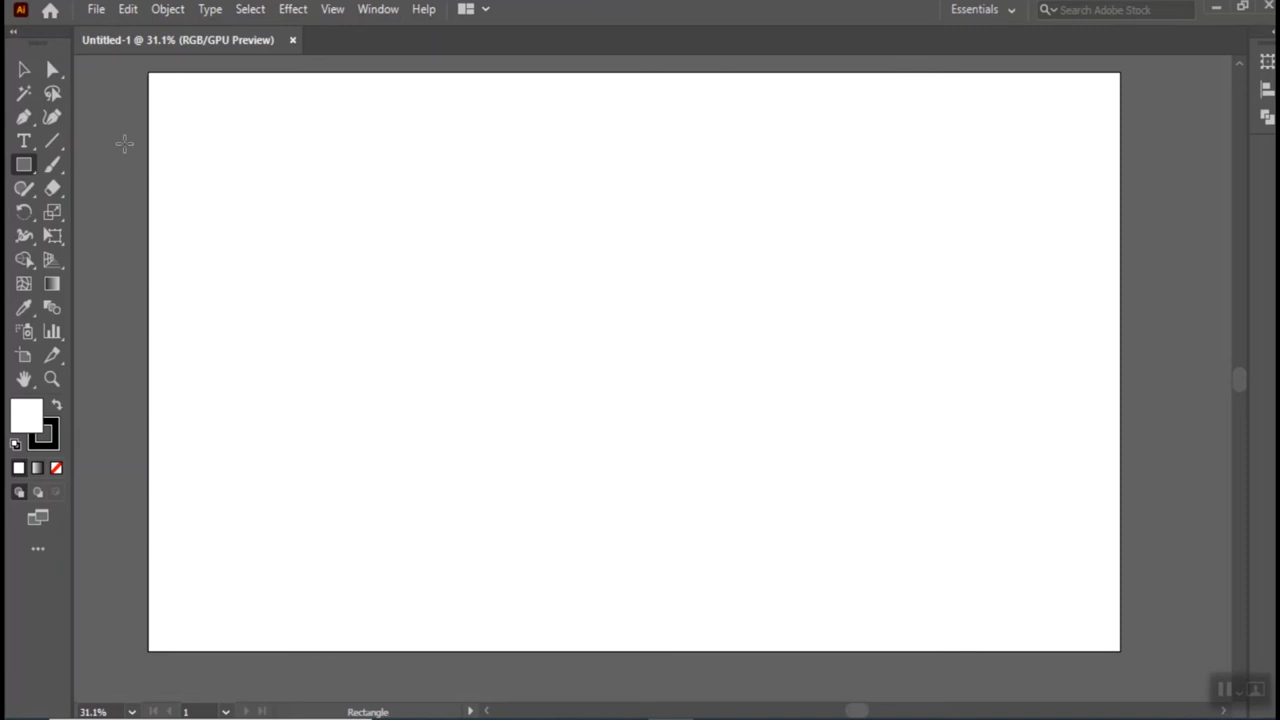 Ai File Edit Object Type Select Effect View Window Help Essentials Search Adobe Stock
Untitled-1 @ 31.1% (RGB/GPU Preview) ×
T
31.1% 1 Rectangle